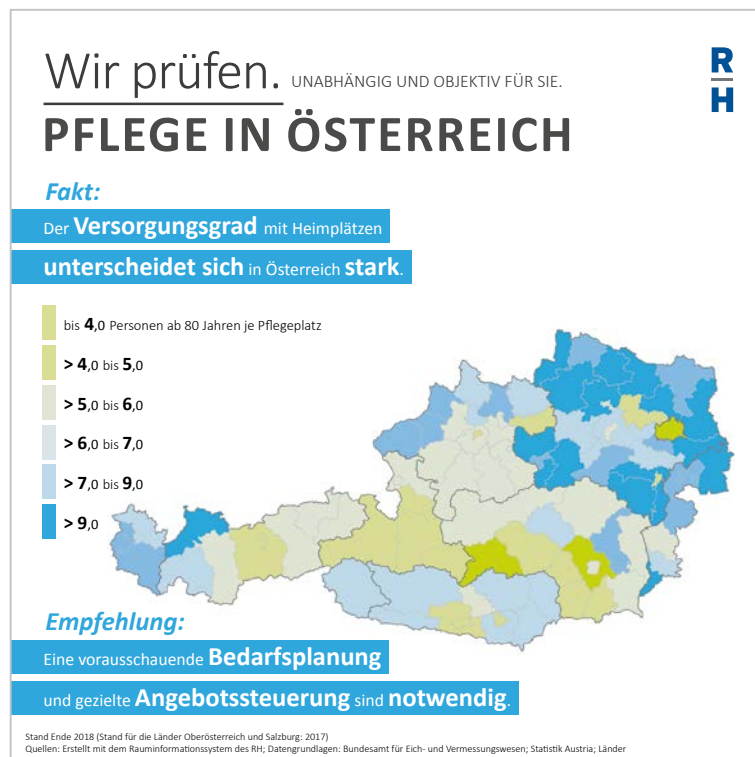 Wir prüfen. UNABHÄNGIG UND OBJEKTIV FÜR SIE.
R
H
PFLEGE IN ÖSTERREICH
Fakt:
Der Versorgungsgrad mit Heimplätzen
unterscheidet sich in Österreich stark.
bis 4,0 Personen ab 80 Jahren je Pflegeplatz
> 4,0 bis 5,0
> 5,0 bis 6,0
> 6,0 bis 7,0
> 7,0 bis 9,0
> 9,0
Empfehlung:
Eine vorausschauende Bedarfsplanung
und gezielte Angebotssteuerung sind notwendig.
Stand Ende 2018 (Stand für die Länder Oberösterreich und Salzburg: 2017)
Quellen: Erstellt mit dem Rauminformationssystem des RH; Datengrundlagen: Bundesamt für Eich- und Vermessungswesen; Statistik Austria; Länder